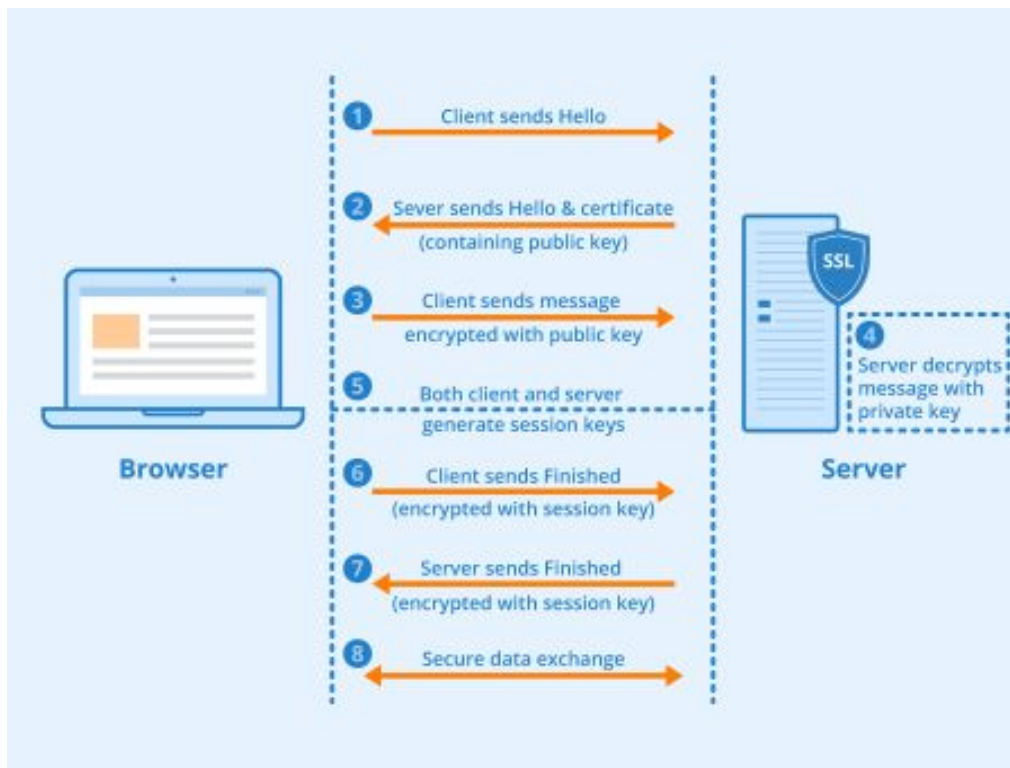 1
Client sends Hello
2
Sever sends Hello & certificate
(containing public key)
SSL
3
Client sends message
encrypted with public key
4
Server decrypts
message with
private key
5
Both client and server
generate session keys
Browser
Server
6
Client sends Finished
(encrypted with session key)
7
Server sends Finished
(encrypted with session key)
8
Secure data exchange